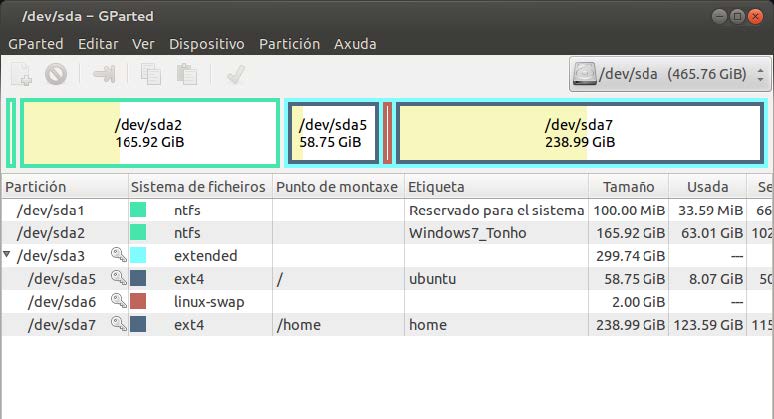 /dev/sda – GParted
GParted Editar Ver Dispositivo Partición Axuda
/dev/sda (465.76 GiB)
/dev/sda2
165.92 GiB
/dev/sda5
58.75 GiB
/dev/sda7
238.99 GiB
Partición Sistema de ficheiros Punto de montaxe Etiqueta Tamaño Usada Se
/dev/sda1 ntfs Reservado para el sistema 100.00 MiB 33.59 MiB 66
/dev/sda2 ntfs Windows7_Tonho 165.92 GiB 63.01 GiB 102
/dev/sda3 extended 299.74 GiB ---
/dev/sda5 ext4 / ubuntu 58.75 GiB 8.07 GiB 50
/dev/sda6 linux-swap 2.00 GiB ---
/dev/sda7 ext4 /home home 238.99 GiB 123.59 GiB 115